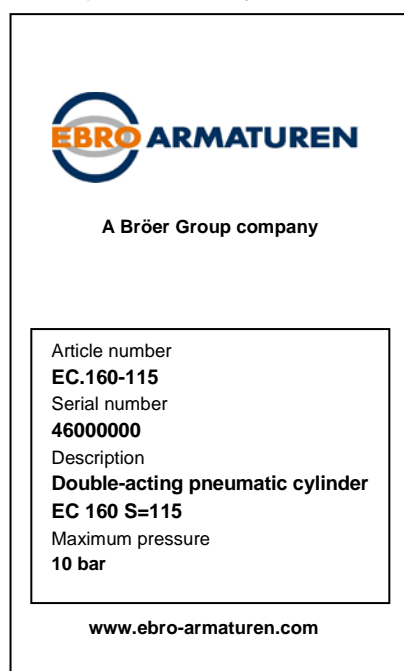 EBRO ARMATUREN
A Bröer Group company
Article number
EC.160-115
Serial number
46000000
Description
Double-acting pneumatic cylinder
EC 160 S=115
Maximum pressure
10 bar
www.ebro-armaturen.com